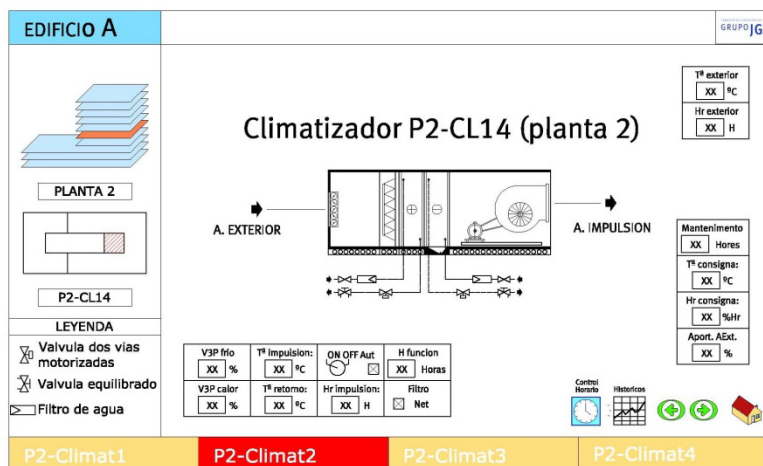 EDIFICIO A
GRUPO JG
Tª exterior
XX ºC
Hr exterior
XX H
Climatizador P2-CL14 (planta 2)
PLANTA 2
A. EXTERIOR
A. IMPULSION
P2-CL14
Mantenimento
XX Hores
Tª consigna:
XX ºC
Hr consigna:
XX %Hr
Aport. AExt.
XX %
LEYENDA
Valvula dos vias
motorizadas
Valvula equilibrado
Filtro de agua
V3P frio
XX %
Tª impulsion:
XX ºC
ON OFF Aut
H funcion
XX Horas
V3P calor
XX %
Tª retorno:
XX ºC
Hr impulsion:
XX H
Filtro
Net
Control
Horario
Historicos
P2-Climat1
P2-Climat2
P2-Climat3
P2-Climat4